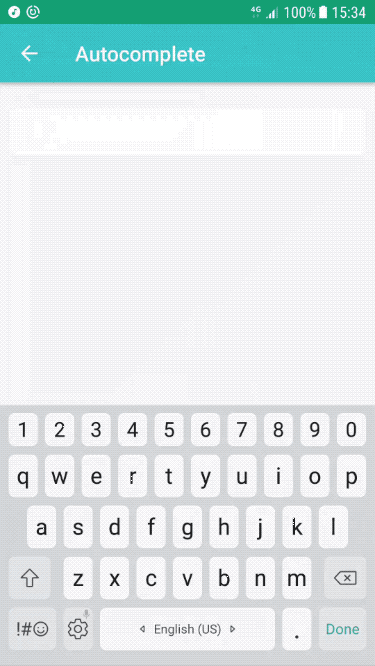 4G 100% 15:34
Autocomplete
1 2 3 4 5 6 7 8 9 0
q w e r t y u i o p
a s d f g h j k l
z x c v b n m
!#☺ English (US) . Done